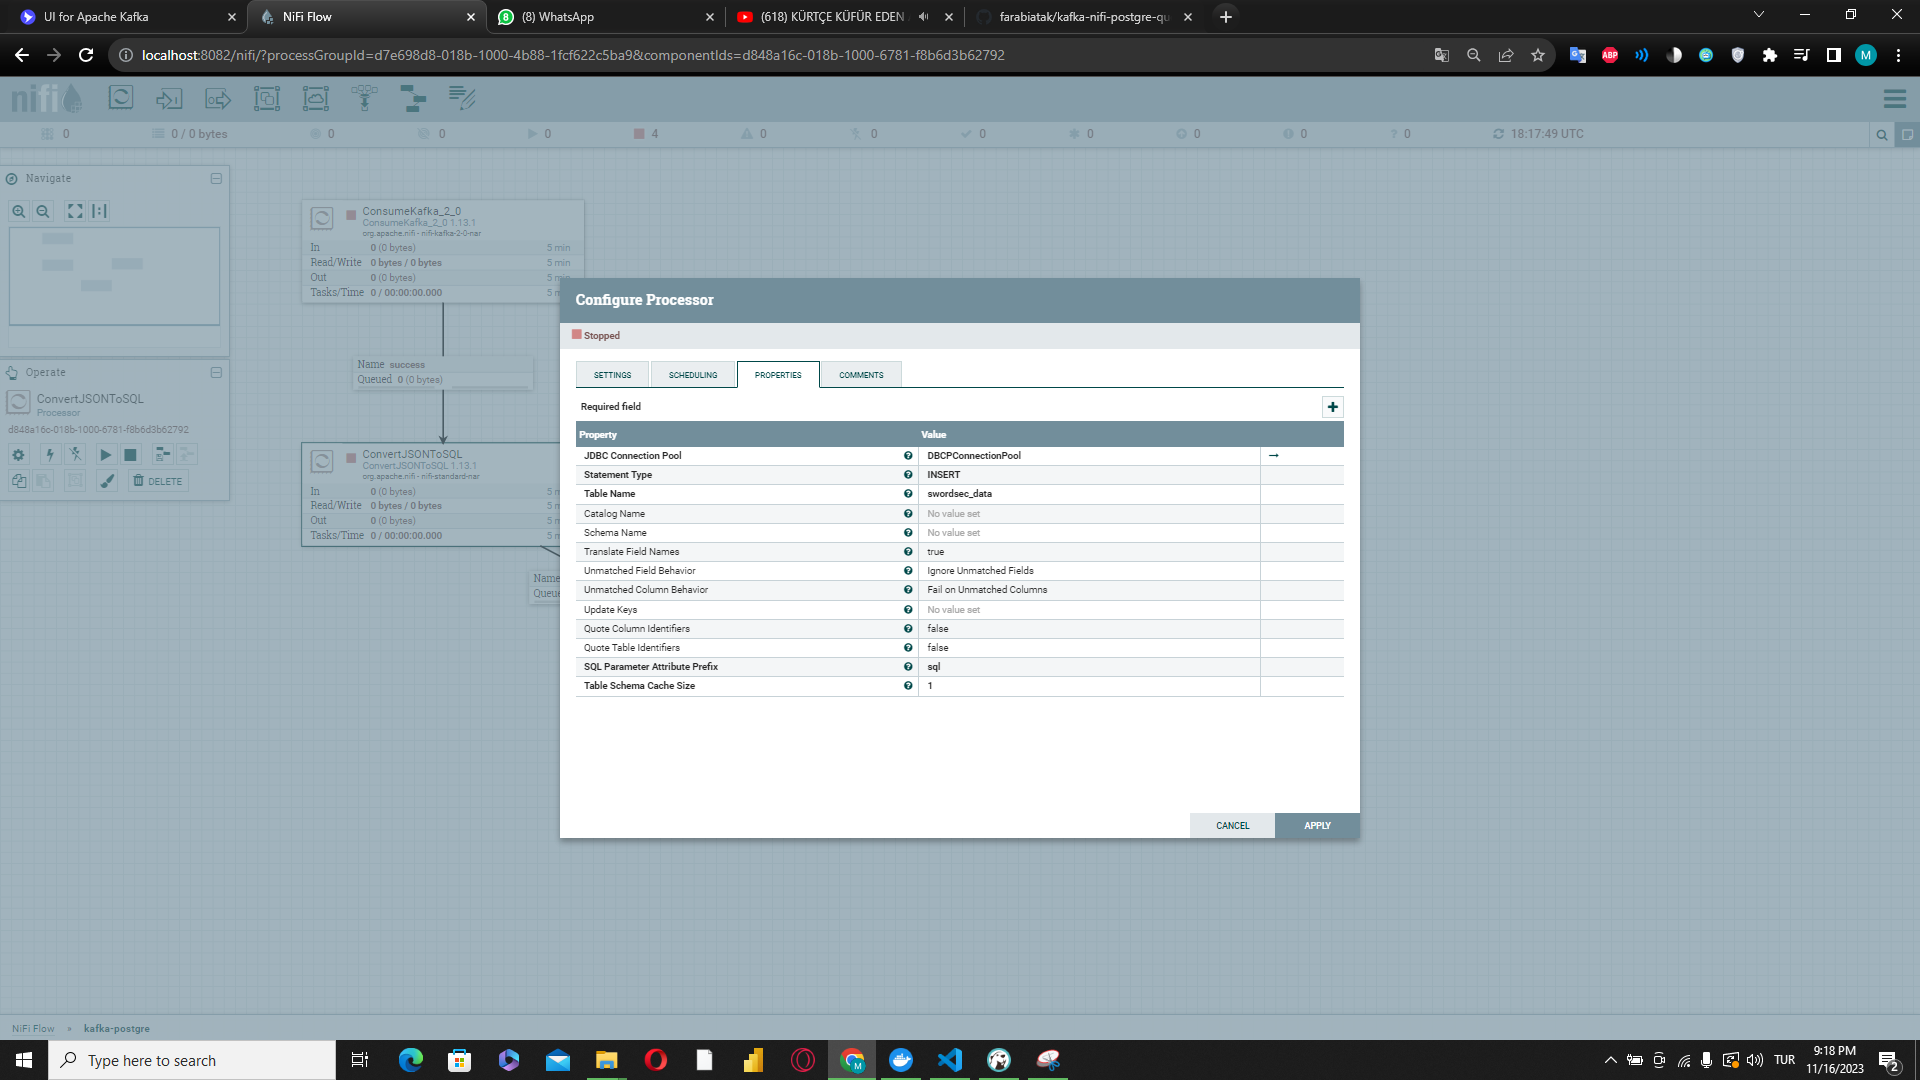 UI for Apache Kafka
NiFi Flow
(8) WhatsApp
(618) KÜRTÇE KÜFÜR EDEN
farabiatak/kafka-nifi-postgre-qu
localhost:8082/nifi/?processGroupId=d7e698d8-018b-1000-4b88-1fcf622c5ba9&componentIds=d848a16c-018b-1000-6781-f8b6d3b62792
ABP
M
nifi
0
0 / 0 bytes
0
0
0
4
0
0
0
0
0
0
0
18:17:49 UTC
Navigate
Operate
ConvertJSONToSQL
Processor
d848a16c-018b-1000-6781-f8b6d3b62792
DELETE
ConsumeKafka_2_0
ConsumeKafka_2_0 1.13.1
org.apache.nifi - nifi-kafka-2-0-nar
In 0 (0 bytes) 5 min
Read/Write 0 bytes / 0 bytes 5 min
Out 0 (0 bytes) 5 min
Tasks/Time 0 / 00:00:00.000 5 m
Name success
Queued 0 (0 bytes)
ConvertJSONToSQL
ConvertJSONToSQL 1.13.1
org.apache.nifi - nifi-standard-nar
In 0 (0 bytes) 5 m
Read/Write 0 bytes / 0 bytes 5 m
Out 0 (0 bytes) 5 m
Tasks/Time 0 / 00:00:00.000 5 m
Name
Queue
Configure Processor
Stopped
SETTINGS
SCHEDULING
PROPERTIES
COMMENTS
Required field
Property Value
JDBC Connection Pool DBCPConnectionPool
Statement Type INSERT
Table Name swordsec_data
Catalog Name No value set
Schema Name No value set
Translate Field Names true
Unmatched Field Behavior Ignore Unmatched Fields
Unmatched Column Behavior Fail on Unmatched Columns
Update Keys No value set
Quote Column Identifiers false
Quote Table Identifiers false
SQL Parameter Attribute Prefix sql
Table Schema Cache Size 1
CANCEL
APPLY
NiFi Flow » kafka-postgre
Type here to search
M
TUR
9:18 PM
11/16/2023
2